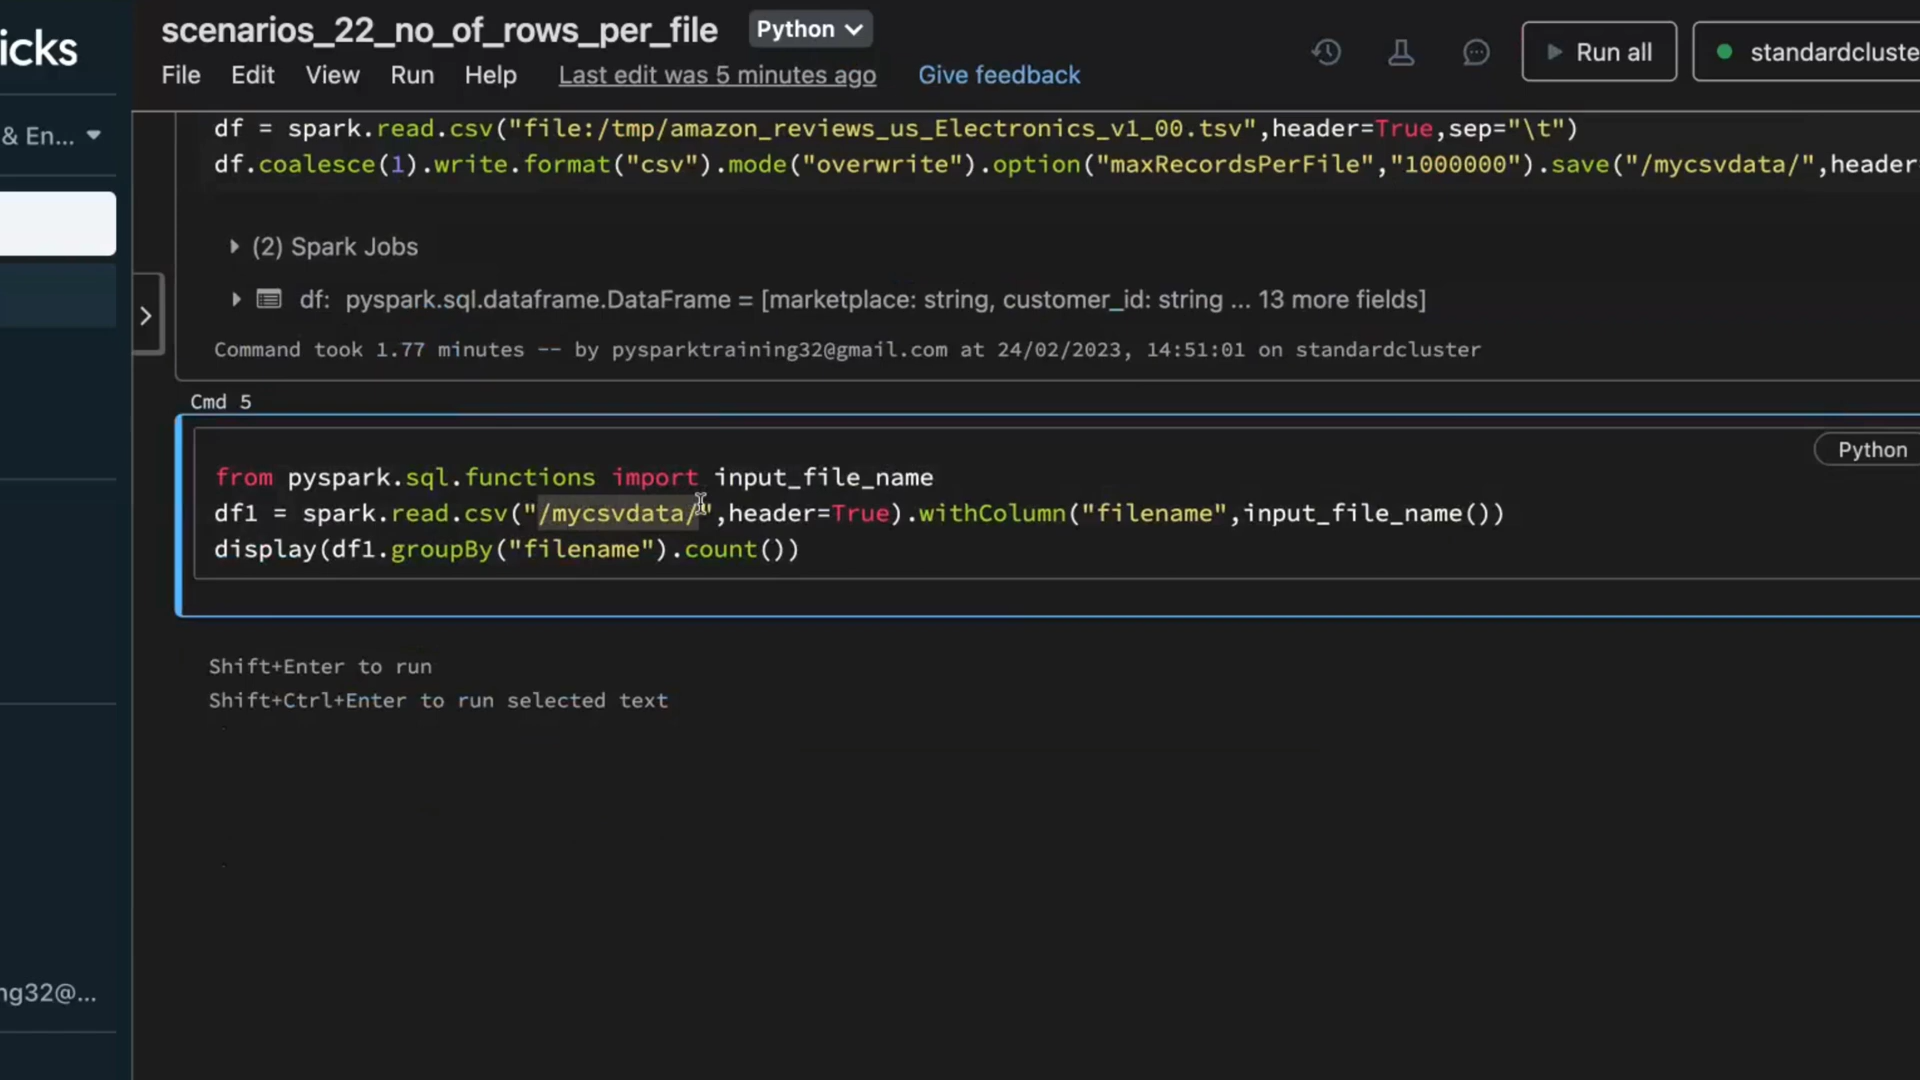 icks
scenarios_22_no_of_rows_per_file
Python
File Edit View Run Help Last edit was 5 minutes ago Give feedback
Run all
standardcluste
& En...
df = spark.read.csv("file:/tmp/amazon_reviews_us_Electronics_v1_00.tsv",header=True,sep="\t")
df.coalesce(1).write.format("csv").mode("overwrite").option("maxRecordsPerFile","1000000").save("/mycsvdata/",header
(2) Spark Jobs
df: pyspark.sql.dataframe.DataFrame = [marketplace: string, customer_id: string ... 13 more fields]
Command took 1.77 minutes -- by pysparktraining32@gmail.com at 24/02/2023, 14:51:01 on standardcluster
Cmd 5
Python
from pyspark.sql.functions import input_file_name
df1 = spark.read.csv("/mycsvdata/",header=True).withColumn("filename",input_file_name())
display(df1.groupBy("filename").count())
Shift+Enter to run
Shift+Ctrl+Enter to run selected text
ng32@...